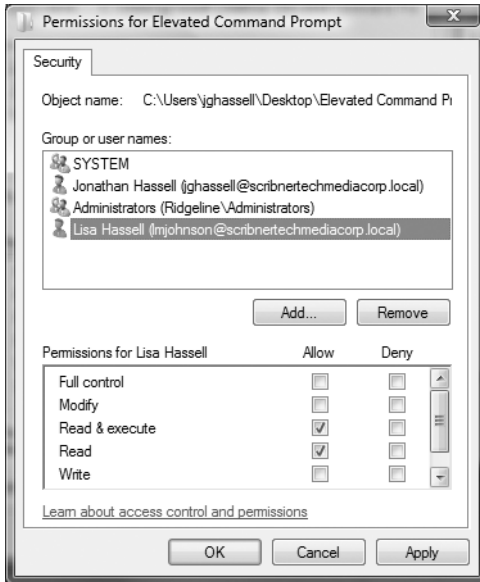 Permissions for Elevated Command Prompt
Security
Object name: C:\Users\jghassell\Desktop\Elevated Command Pr
Group or user names:
SYSTEM
Jonathan Hassell (jghassell@scribnertechmediacorp.local)
Administrators (Ridgeline\Administrators)
Lisa Hassell (lmjohnson@scribnertechmediacorp.local)
Add... Remove
Permissions for Lisa Hassell Allow Deny
Full control
Modify
Read & execute
Read
Write
Learn about access control and permissions
OK Cancel Apply